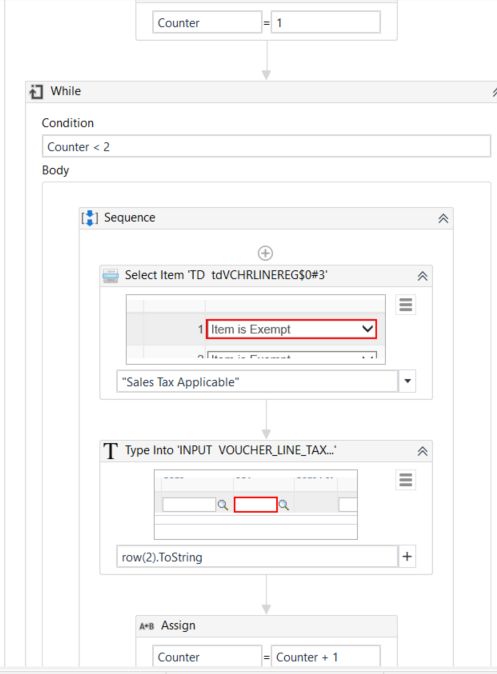 Counter = 1
While
Condition
Counter < 2
Body
Sequence
Select Item 'TD tdVCHRLINEREG$0#3'
1 Item is Exempt
"Sales Tax Applicable"
T Type Into 'INPUT VOUCHER_LINE_TAX...'
row(2).ToString
A*B Assign
Counter = Counter + 1